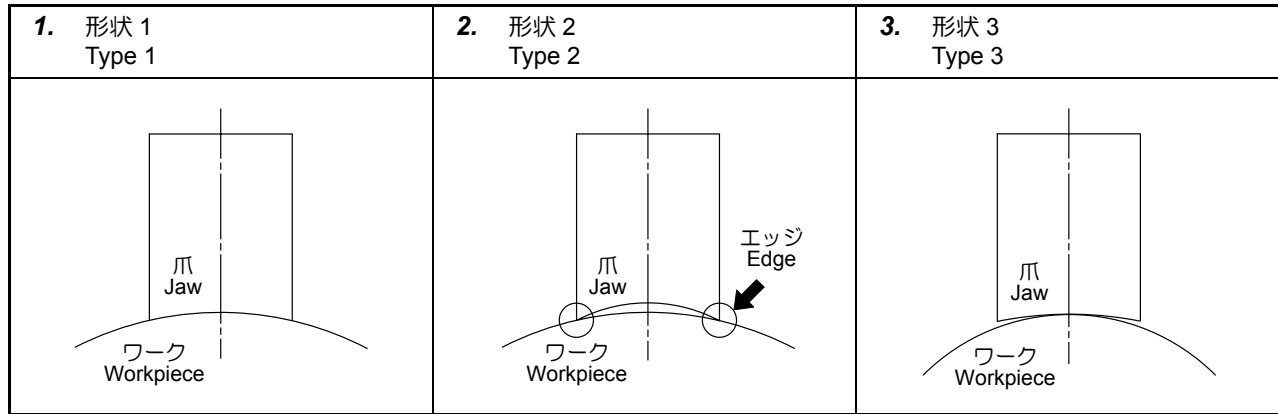 1. 形状 1
Type 1
2. 形状 2
Type 2
3. 形状 3
Type 3
爪
Jaw
ワーク
Workpiece
爪
Jaw
エッジ
Edge
ワーク
Workpiece
爪
Jaw
ワーク
Workpiece